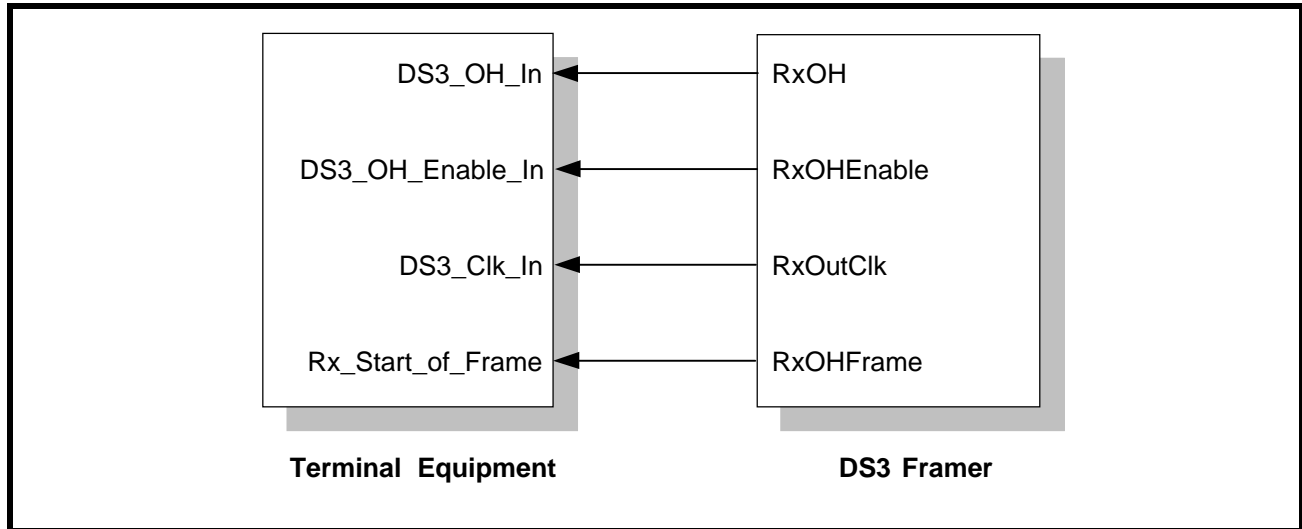 DS3_OH_In
RxOH
DS3_OH_Enable_In
RxOHEnable
DS3_Clk_In
RxOutClk
Rx_Start_of_Frame
RxOHFrame
Terminal Equipment
DS3 Framer